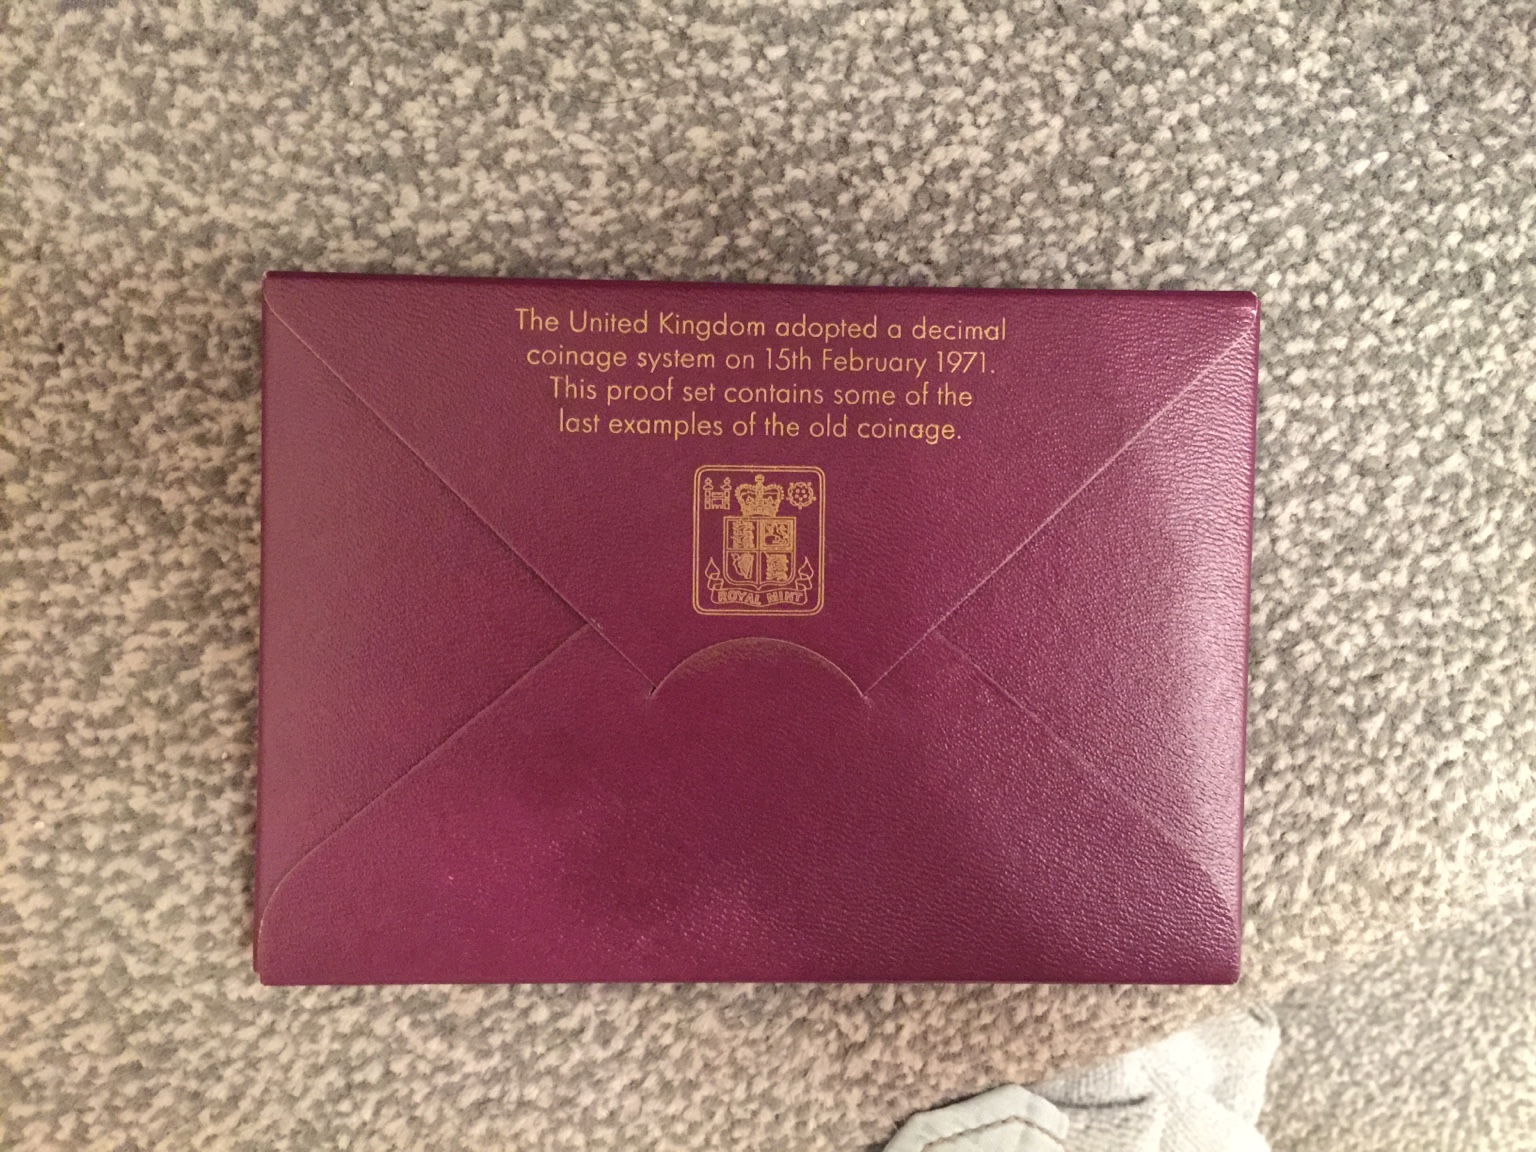 The United Kingdom adopted a decimal
coinage system on 15th February 1971.
This proof set contains some of the
last examples of the old coinage.
ROYAL MINT